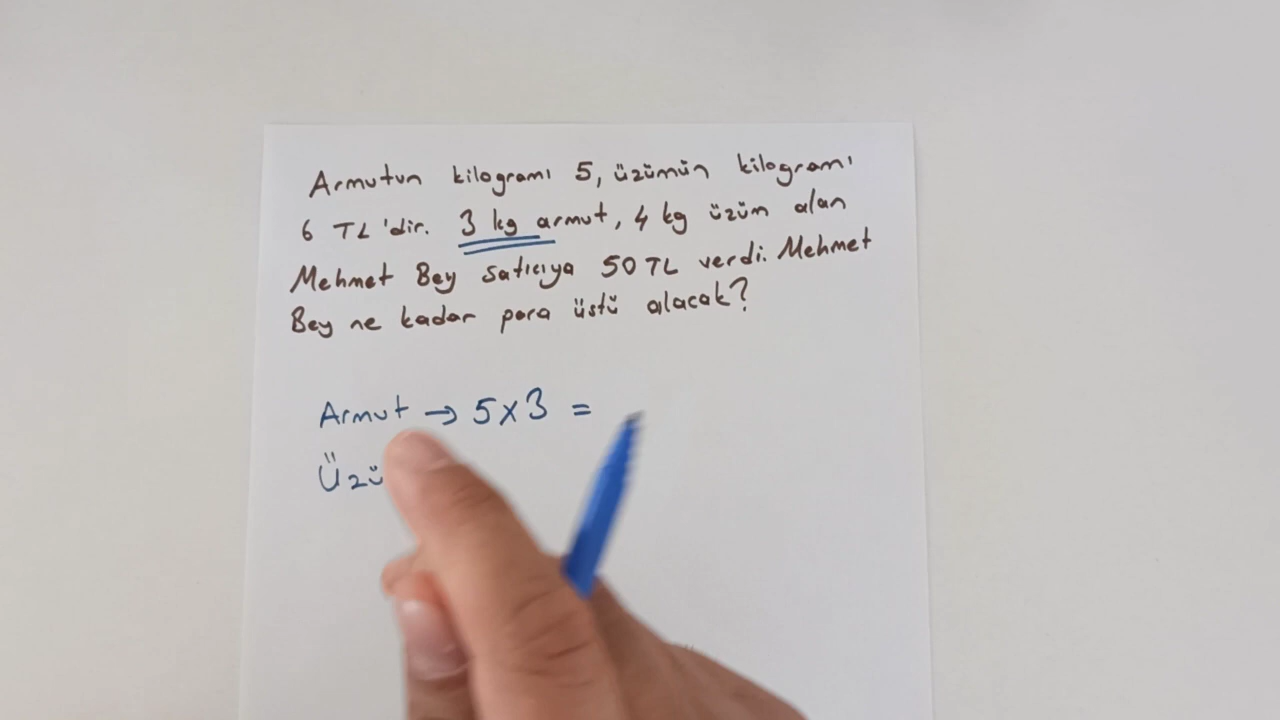 Armutun kilogramı 5, üzümün kilogramı
6 TL'dir. 3 kg armut, 4 kg üzüm alan
Mehmet Bey satıcıya 50 TL verdi. Mehmet
Bey ne kadar para üstü alacak?
Armut → 5x3 =
Üzü